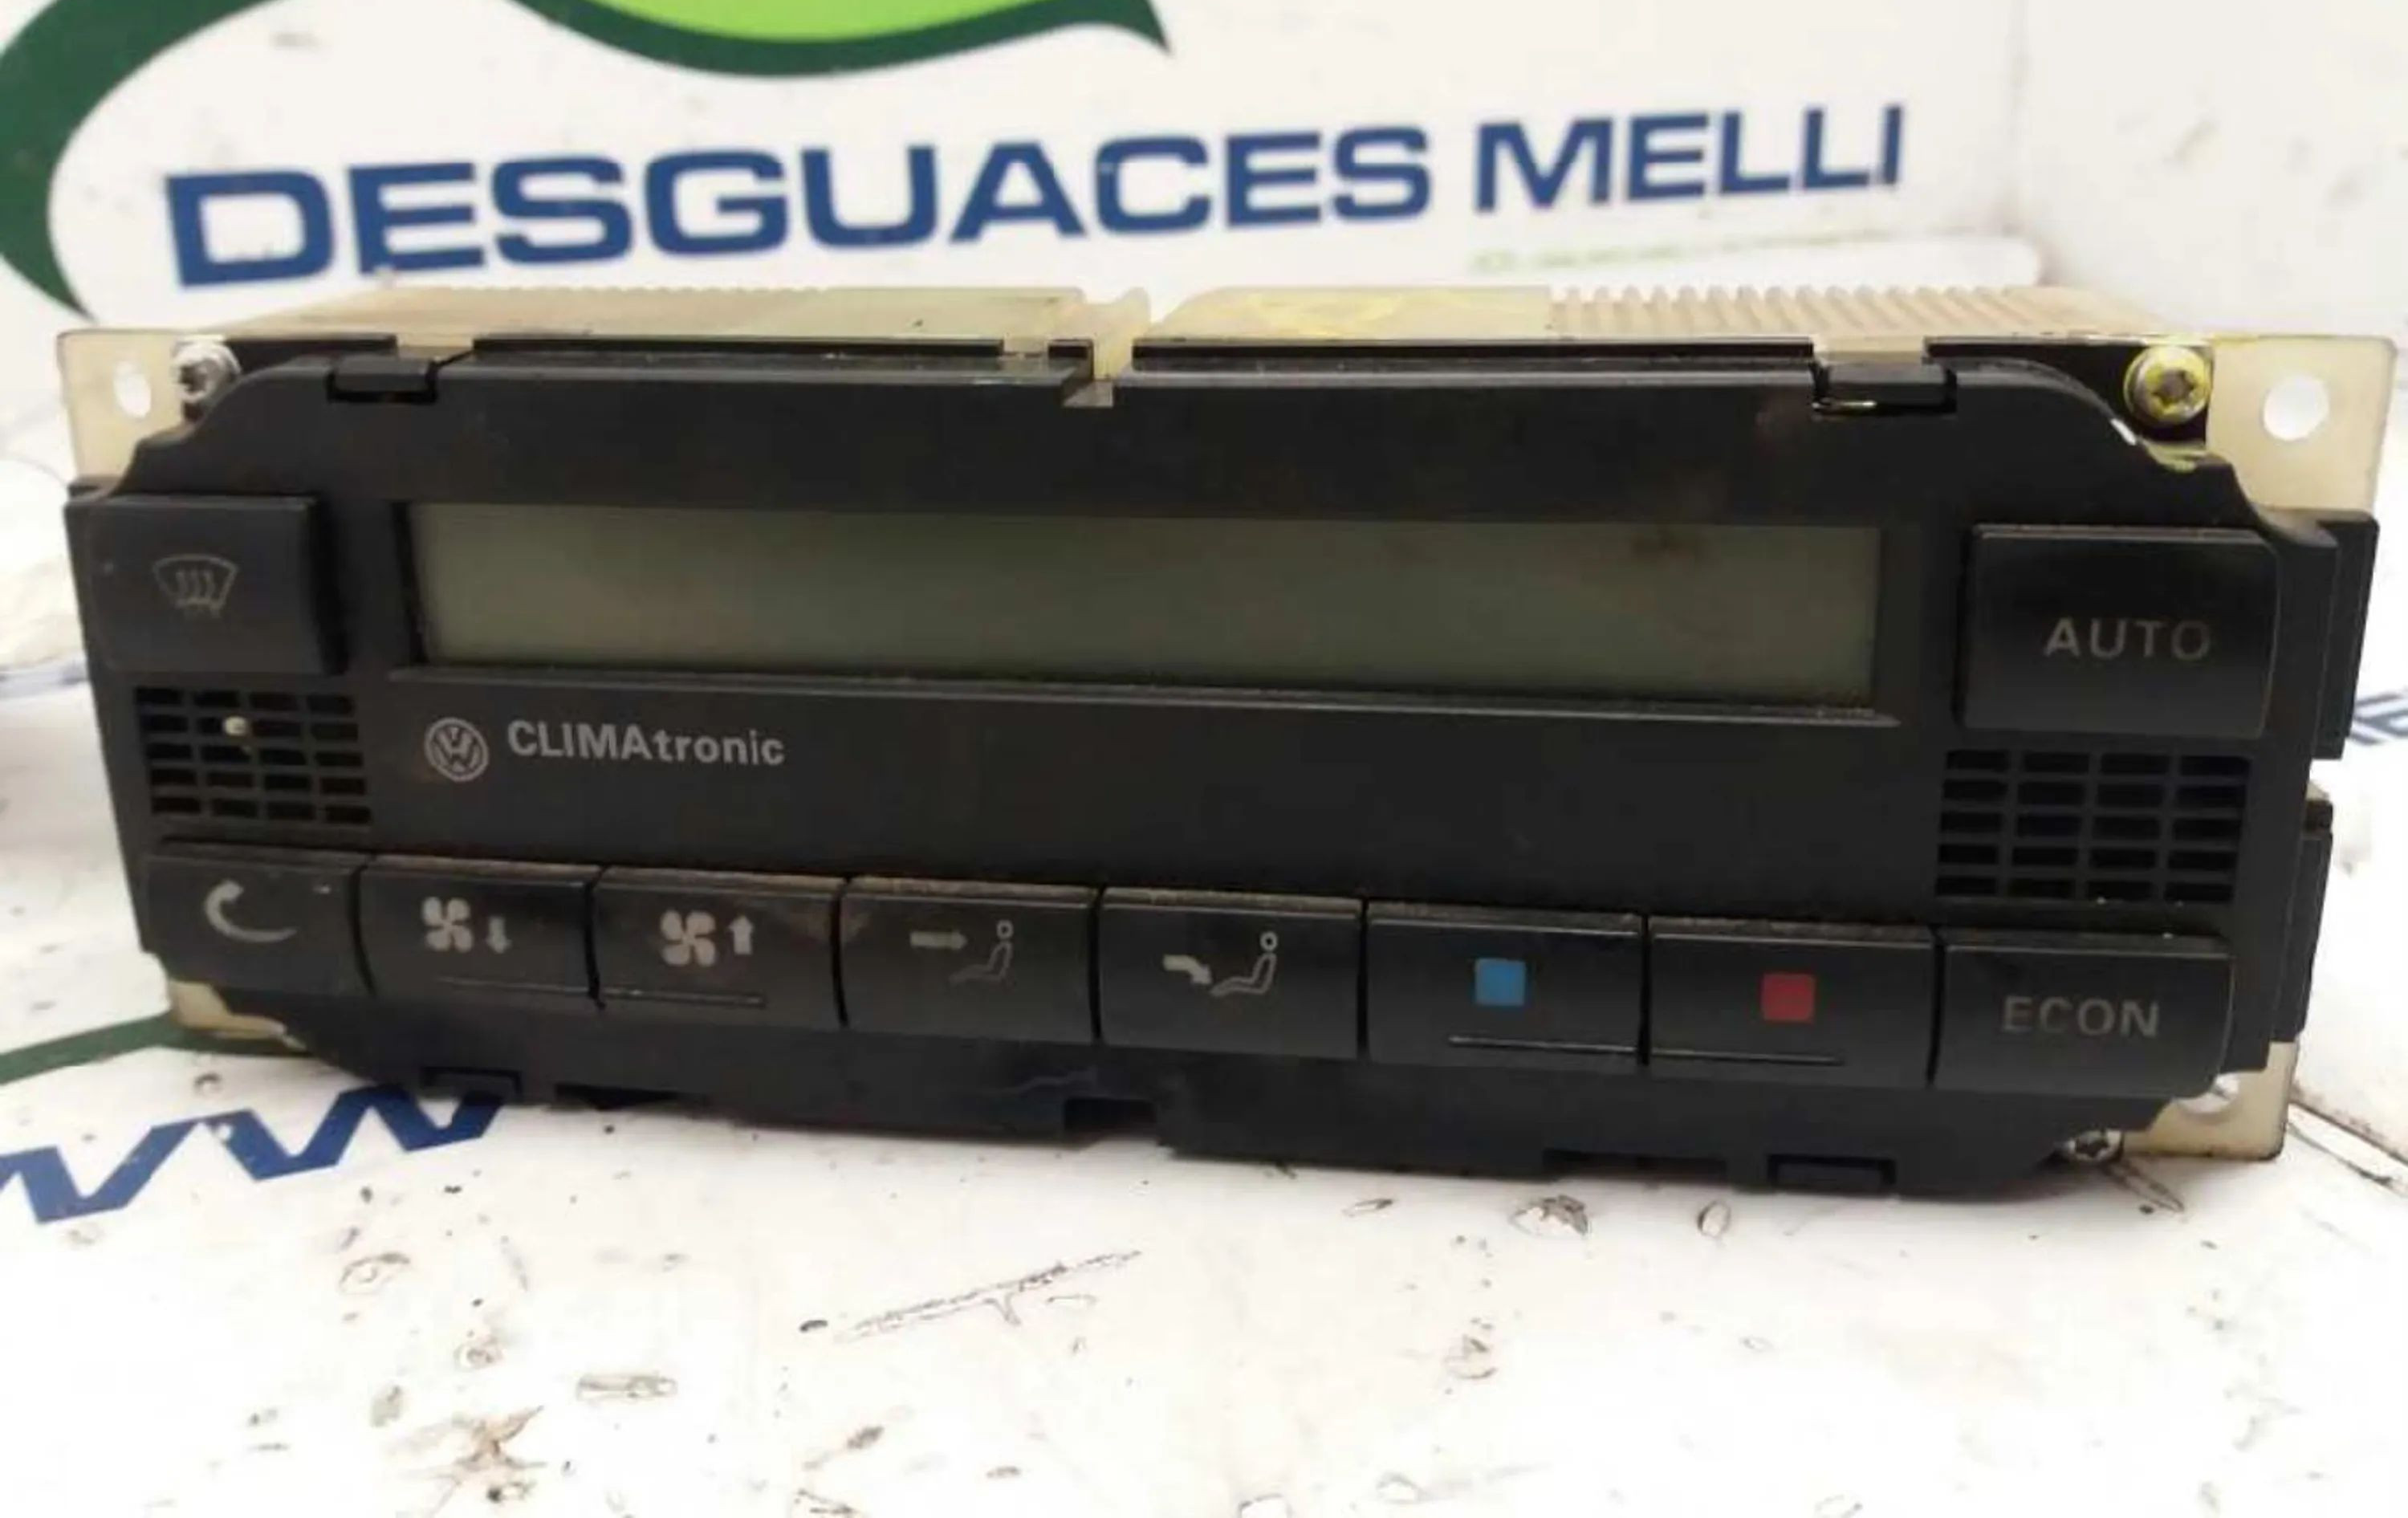 DESGUACES MELLI
AUTO
CLIMAtronic
ECON